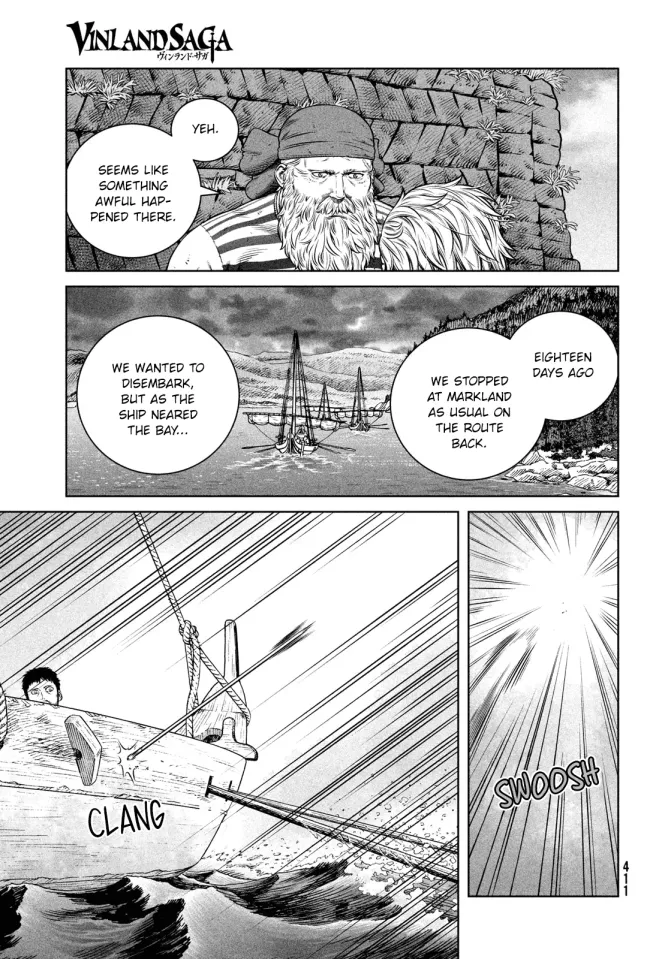 VINLAND SAGA
ヴィンランド・サガ
YEH.
SEEMS LIKE
SOMETHING
AWFUL HAP-
PENED THERE.
EIGHTEEN
DAYS AGO
WE STOPPED
AT MARKLAND
AS USUAL ON
THE ROUTE
BACK.
WE WANTED TO
DISEMBARK,
BUT AS THE
SHIP NEARED
THE BAY...
SWOOSH
CLANG
411